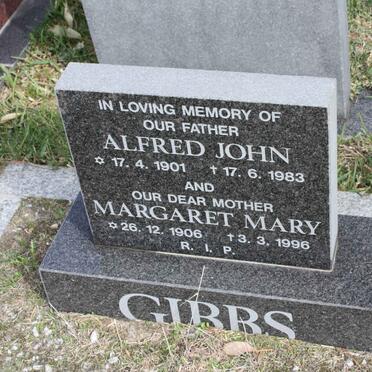 IN LOVING MEMORY OF
OUR FATHER
ALFRED JOHN
✡ 17. 4. 1901 † 17. 6. 1983
AND
OUR DEAR MOTHER
MARGARET MARY
✡ 26. 12. 1906 † 3. 3. 1996
R. I. P.
GIBBS